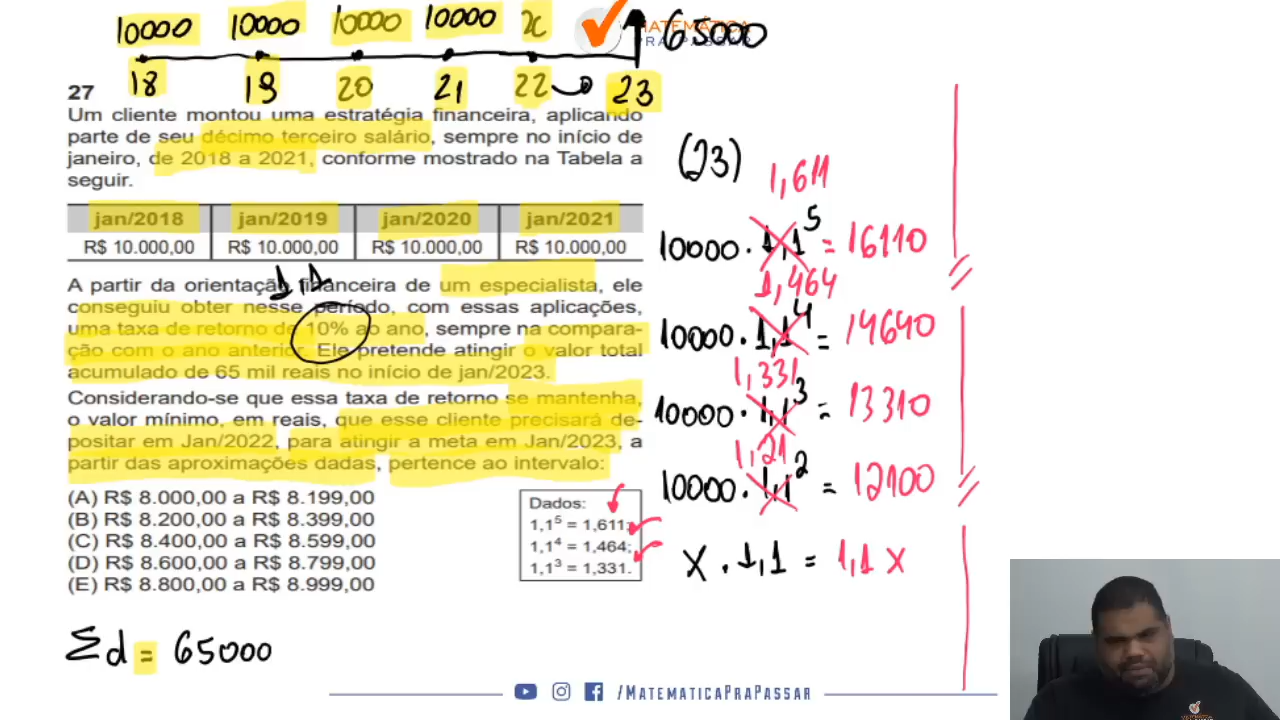 10000 10000 10000 10000 x
MATEMÁTICA
PRA PASSAR
65000
18 19 20 21 22 23
27
Um cliente montou uma estratégia financeira, aplicando
parte de seu décimo terceiro salário, sempre no início de
janeiro, de 2018 a 2021, conforme mostrado na Tabela a
seguir.
jan/2018 jan/2019 jan/2020 jan/2021
R$ 10.000,00 R$ 10.000,00 R$ 10.000,00 R$ 10.000,00
1,1
A partir da orientação financeira de um especialista, ele
conseguiu obter nesse período, com essas aplicações,
uma taxa de retorno de 10% ao ano, sempre na compara-
ção com o ano anterior. Ele pretende atingir o valor total
acumulado de 65 mil reais no início de jan/2023.
Considerando-se que essa taxa de retorno se mantenha,
o valor mínimo, em reais, que esse cliente precisará de-
positar em Jan/2022, para atingir a meta em Jan/2023, a
partir das aproximações dadas, pertence ao intervalo:
(A) R$ 8.000,00 a R$ 8.199,00
(B) R$ 8.200,00 a R$ 8.399,00
(C) R$ 8.400,00 a R$ 8.599,00
(D) R$ 8.600,00 a R$ 8.799,00
(E) R$ 8.800,00 a R$ 8.999,00
Dados:
1,1⁵ = 1,611;
1,1⁴ = 1,464;
1,1³ = 1,331.
Σd = 65000
(23)
1,611
10000 . 1,1⁵ = 16110
1,464
10000 . 1,1⁴ = 14640
1,331
10000 . 1,1³ = 13310
1,21
10000 . 1,1² = 12100
x . 1,1 = 1,1 x
/MATEMATICAPRAPASSAR